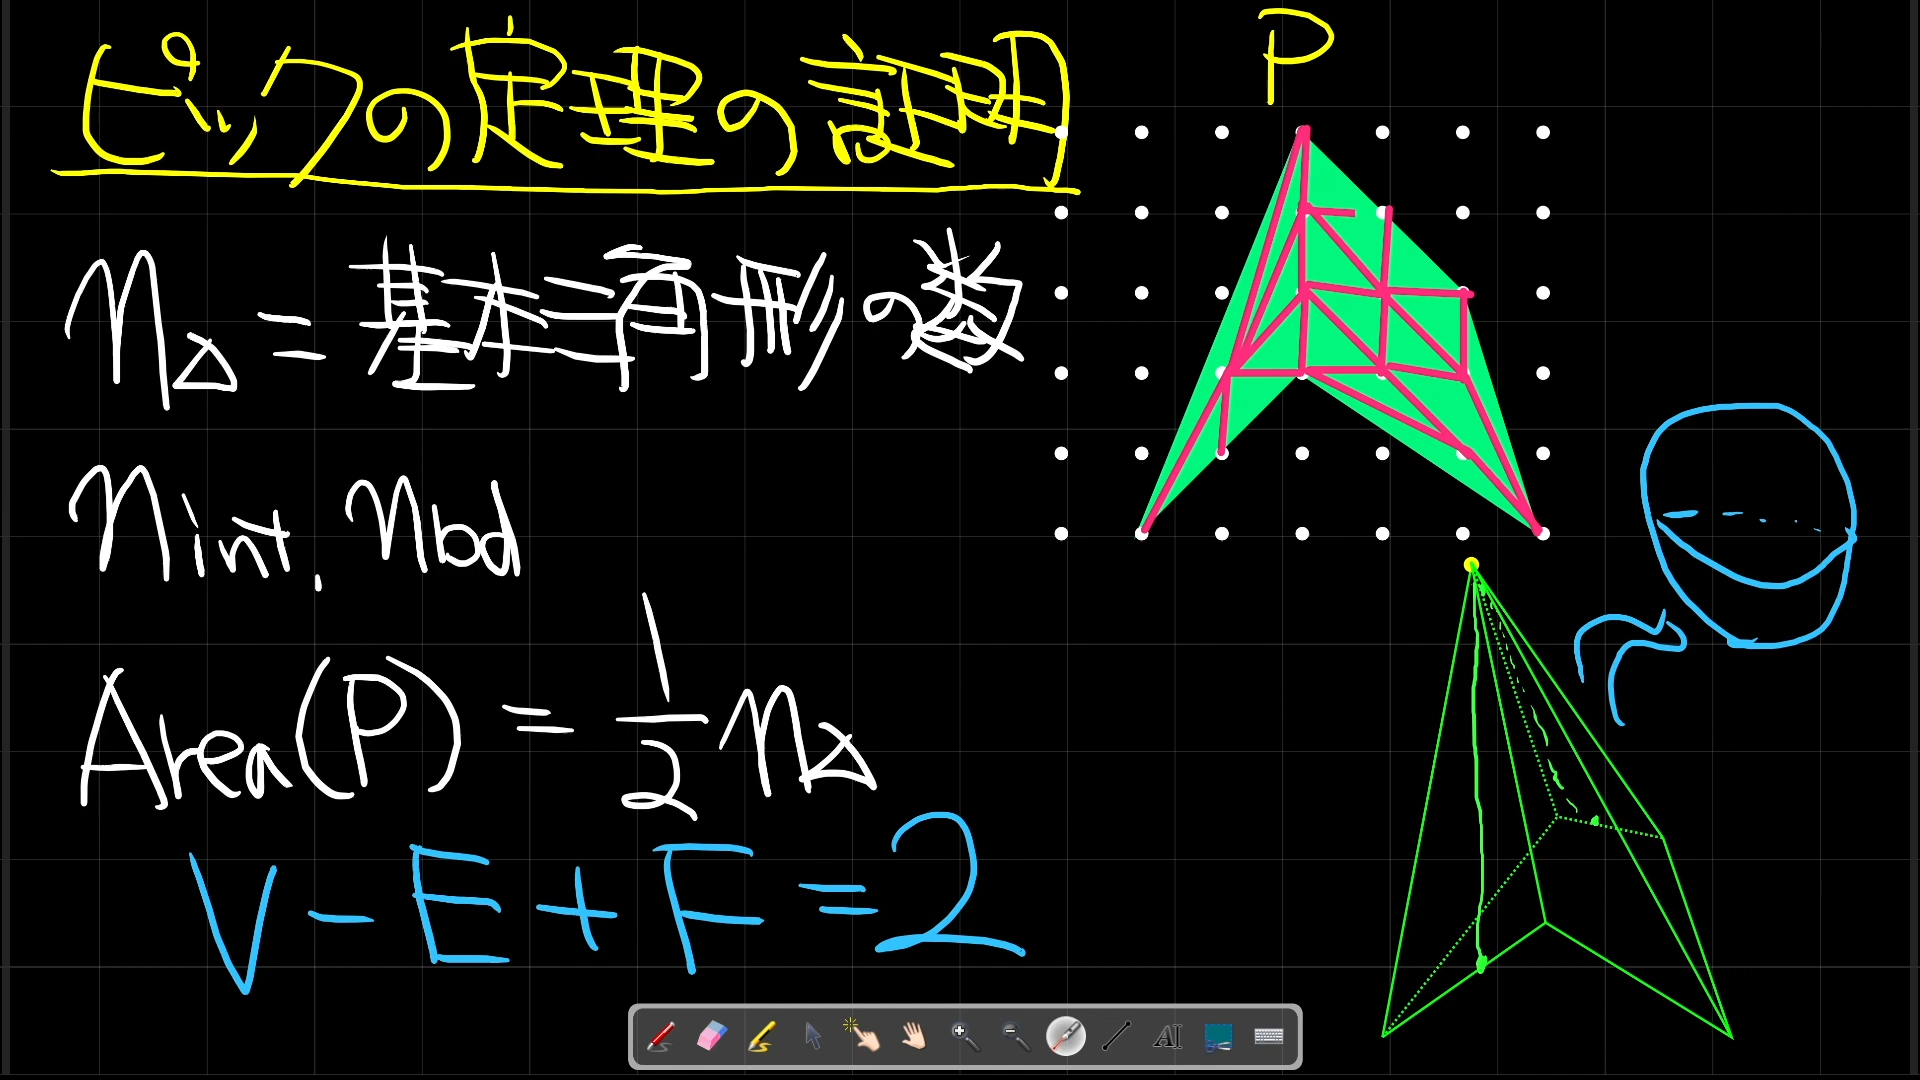 ピックの定理の証明
P
n△ = 基本三角形の数
nint, nbd
Area(P) = 1/2 n△
V - E + F = 2
AI